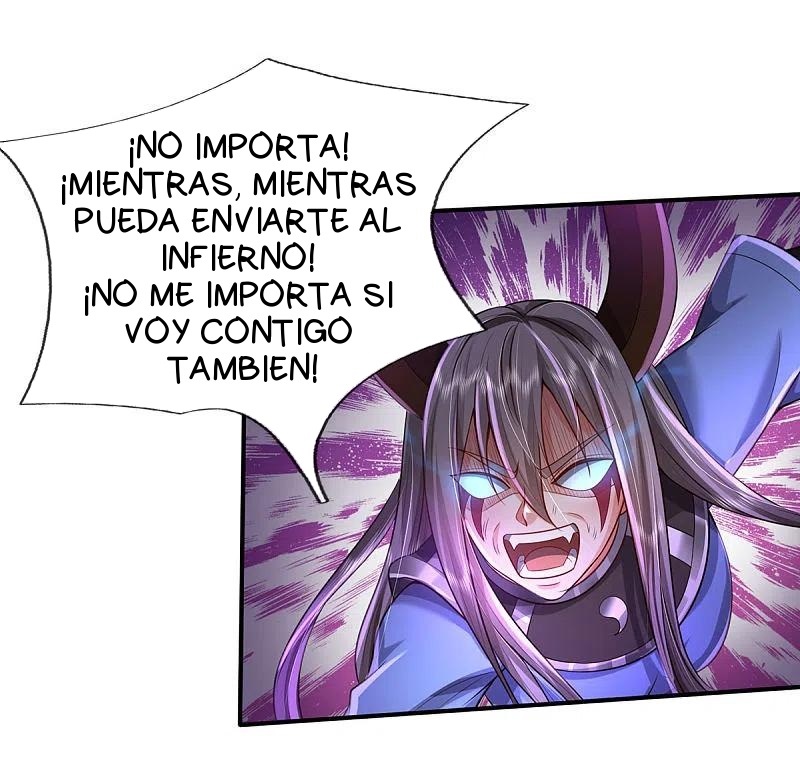 ¡NO IMPORTA!
¡MIENTRAS, MIENTRAS
PUEDA ENVIARTE AL
INFIERNO!
¡NO ME IMPORTA SI
VOY CONTIGO
TAMBIEN!